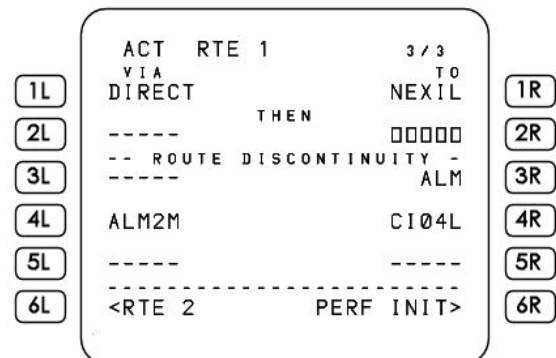 ACT RTE 1 3/3
VIA TO
1L DIRECT NEXIL 1R
THEN
2L ----- □□□□□ 2R
-- ROUTE DISCONTINUITY -
3L ----- ALM 3R
4L ALM2M CI04L 4R
5L ----- ----- 5R
------------------------
6L <RTE 2 PERF INIT> 6R